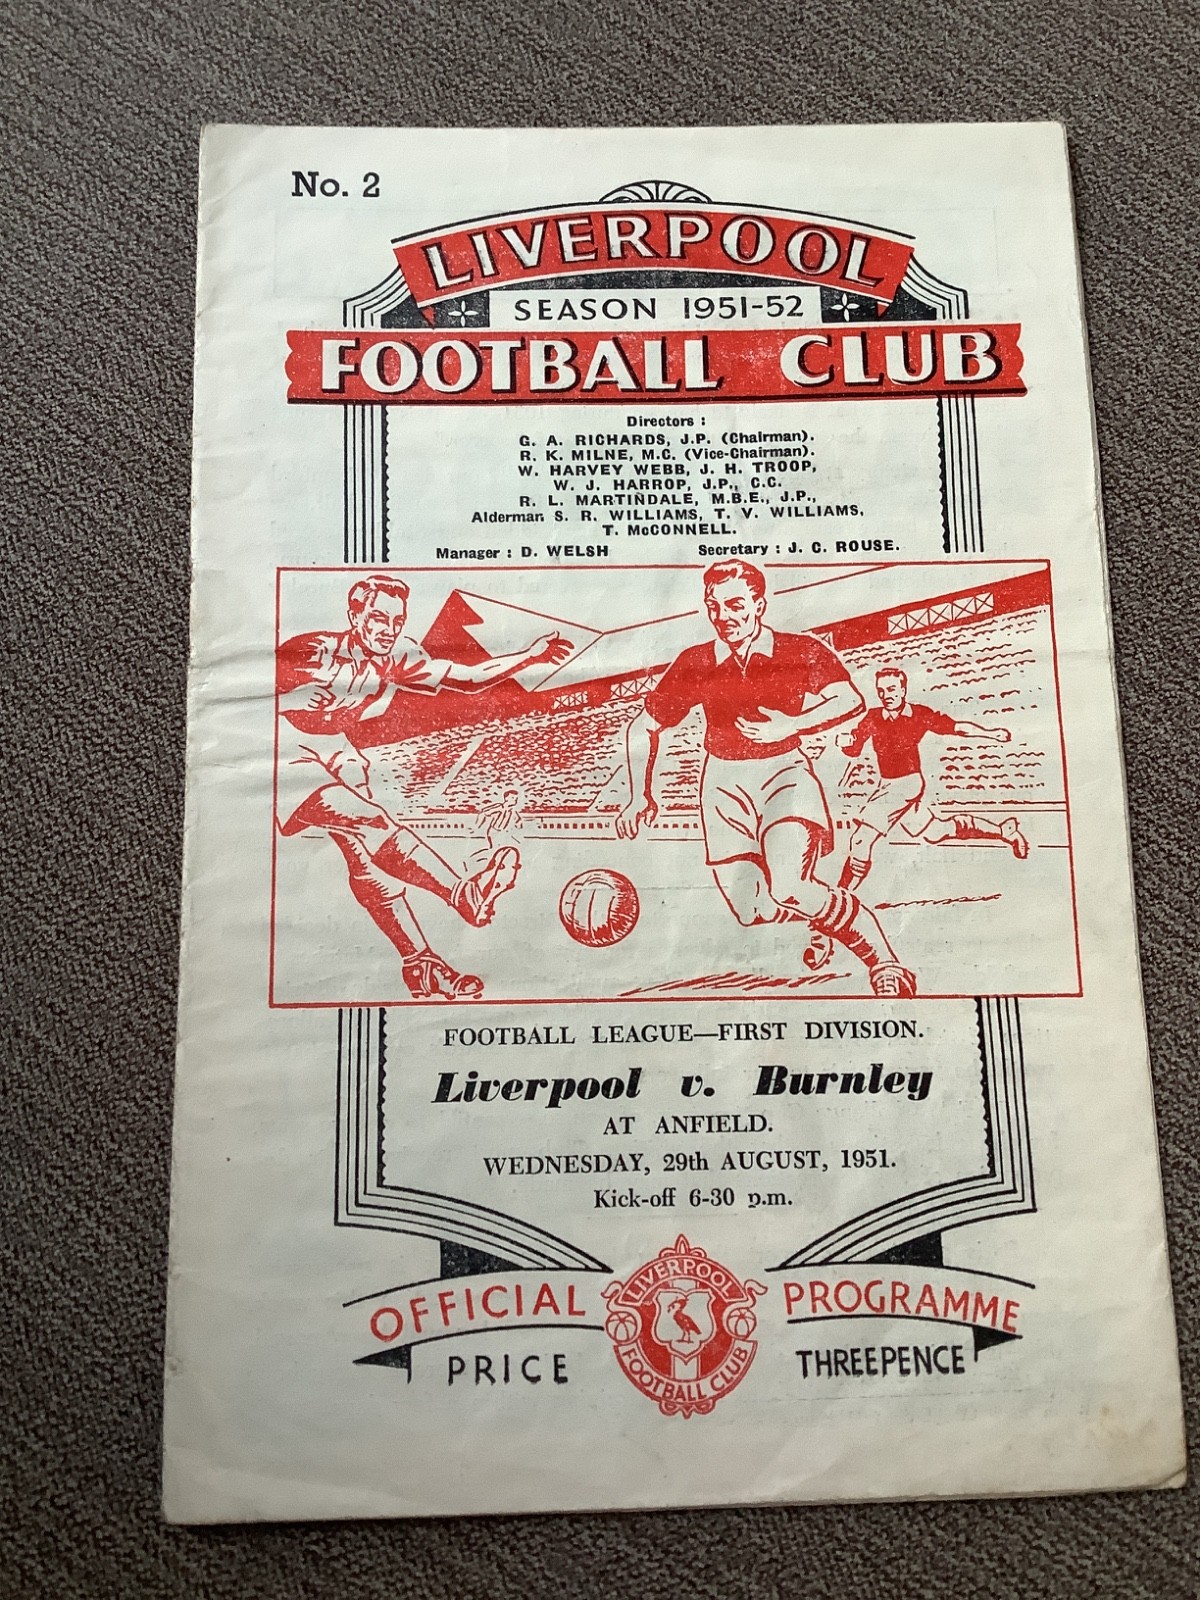 No. 2
LIVERPOOL
SEASON 1951-52
FOOTBALL CLUB
Directors :
G. A. RICHARDS, J.P. (Chairman).
R. K. MILNE, M.C. (Vice-Chairman).
W. HARVEY WEBB, J. H. TROOP,
W. J. HARROP, J.P., C.C.
R. L. MARTINDALE, M.B.E., J.P.,
Alderman S. R. WILLIAMS, T. V. WILLIAMS,
T. McCONNELL.
Manager : D. WELSH Secretary : J. C. ROUSE.
FOOTBALL LEAGUE—FIRST DIVISION.
Liverpool v. Burnley
AT ANFIELD.
WEDNESDAY, 29th AUGUST, 1951.
Kick-off 6-30 p.m.
OFFICIAL PROGRAMME
LIVERPOOL
FOOTBALL CLUB
PRICE THREEPENCE